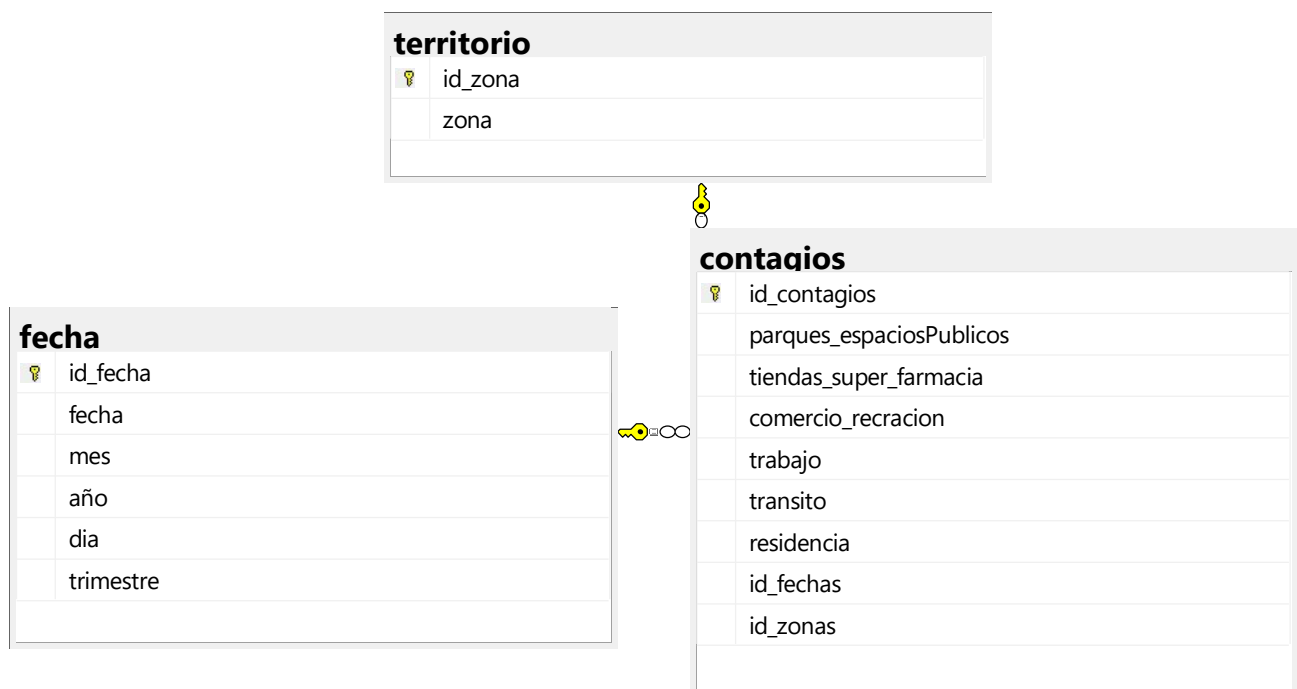 territorio
id_zona
zona
contagios
id_contagios
parques_espaciosPublicos
tiendas_super_farmacia
comercio_recracion
trabajo
transito
residencia
id_fechas
id_zonas
fecha
id_fecha
fecha
mes
año
dia
trimestre